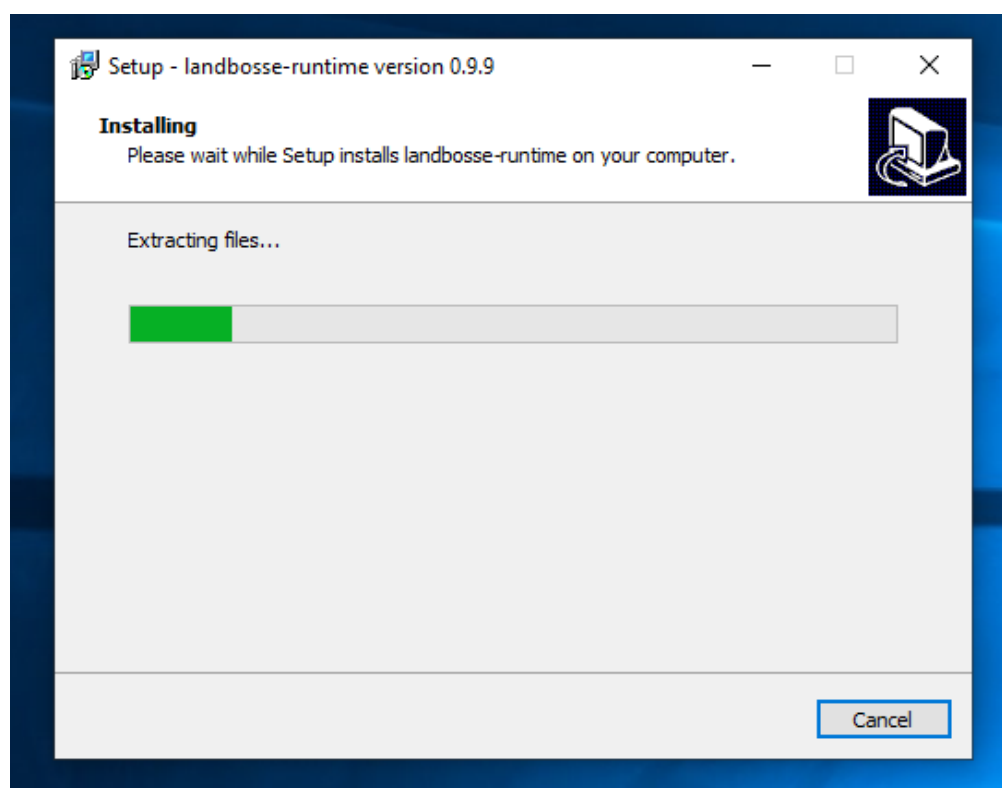 Setup - landbosse-runtime version 0.9.9
Installing
Please wait while Setup installs landbosse-runtime on your computer.
Extracting files...
Cancel